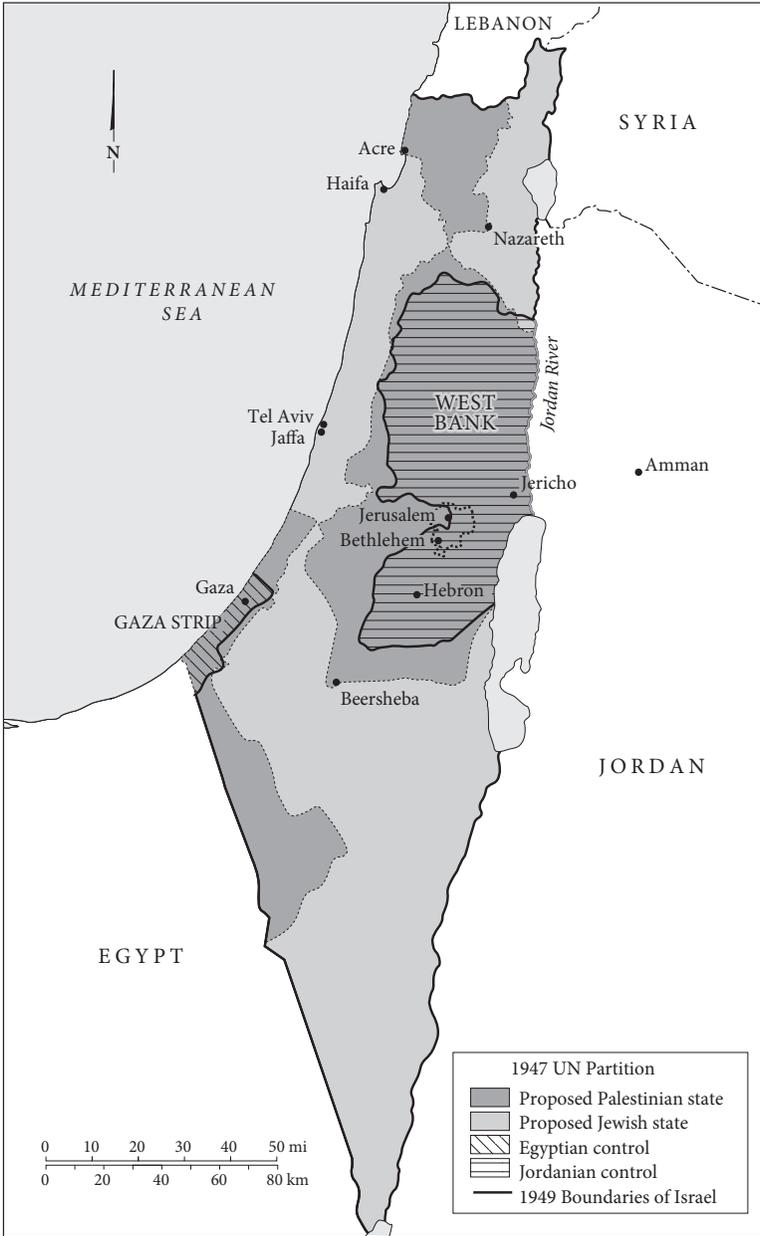 LEBANON
SYRIA
N
Acre
Haifa
Nazareth
MEDITERRANEAN
SEA
Jordan River
WEST
BANK
Tel Aviv
Jaffa
Amman
Jericho
Jerusalem
Bethlehem
Gaza
Hebron
GAZA STRIP
Beersheba
JORDAN
EGYPT
1947 UN Partition
Proposed Palestinian state
Proposed Jewish state
Egyptian control
Jordanian control
1949 Boundaries of Israel
0 10 20 30 40 50 mi
0 20 40 60 80 km